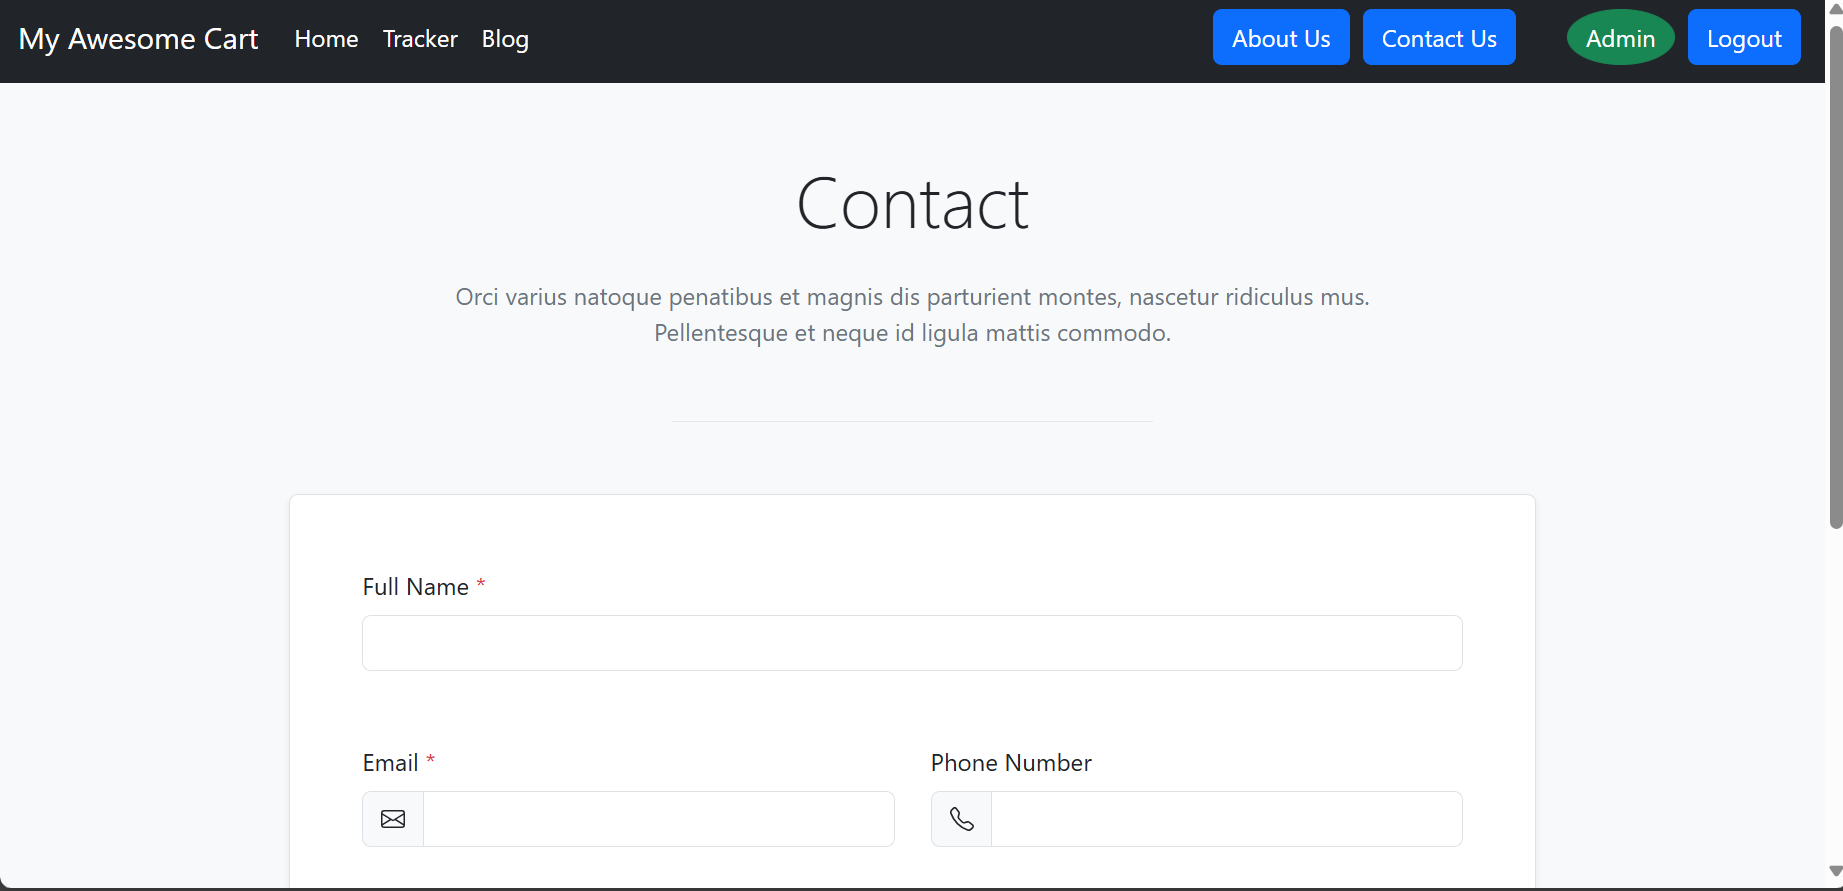 My Awesome Cart Home Tracker Blog About Us Contact Us Admin Logout
Contact
Orci varius natoque penatibus et magnis dis parturient montes, nascetur ridiculus mus.
Pellentesque et neque id ligula mattis commodo.
Full Name *
Email * Phone Number